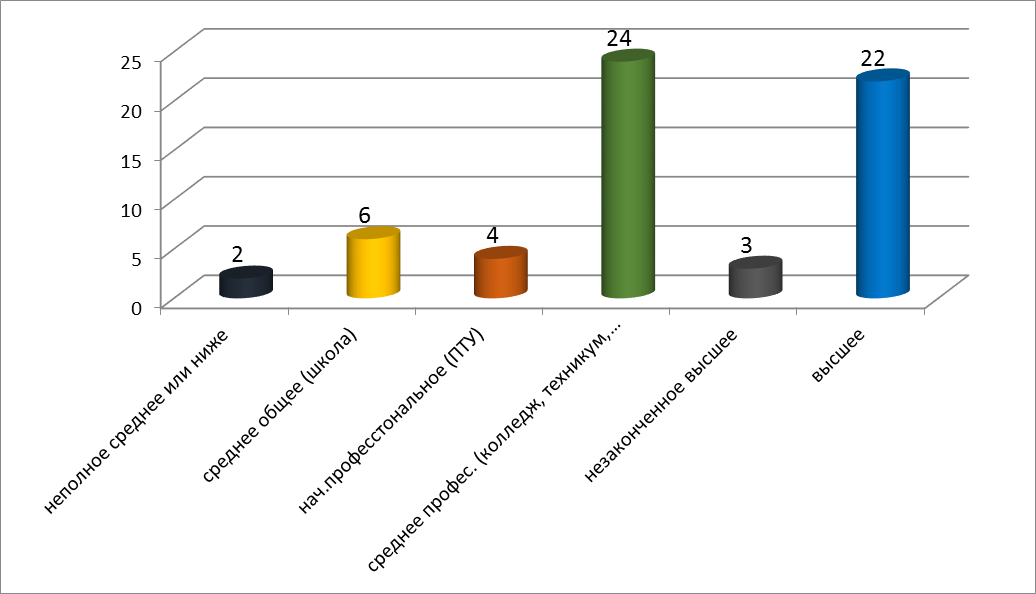 25
20
15
10
5
0
2
6
4
24
3
22
неполное среднее или ниже
среднее общее (школа)
нач.професстональное (ПТУ)
среднее профес. (колледж, техникум,...
незаконченное высшее
высшее